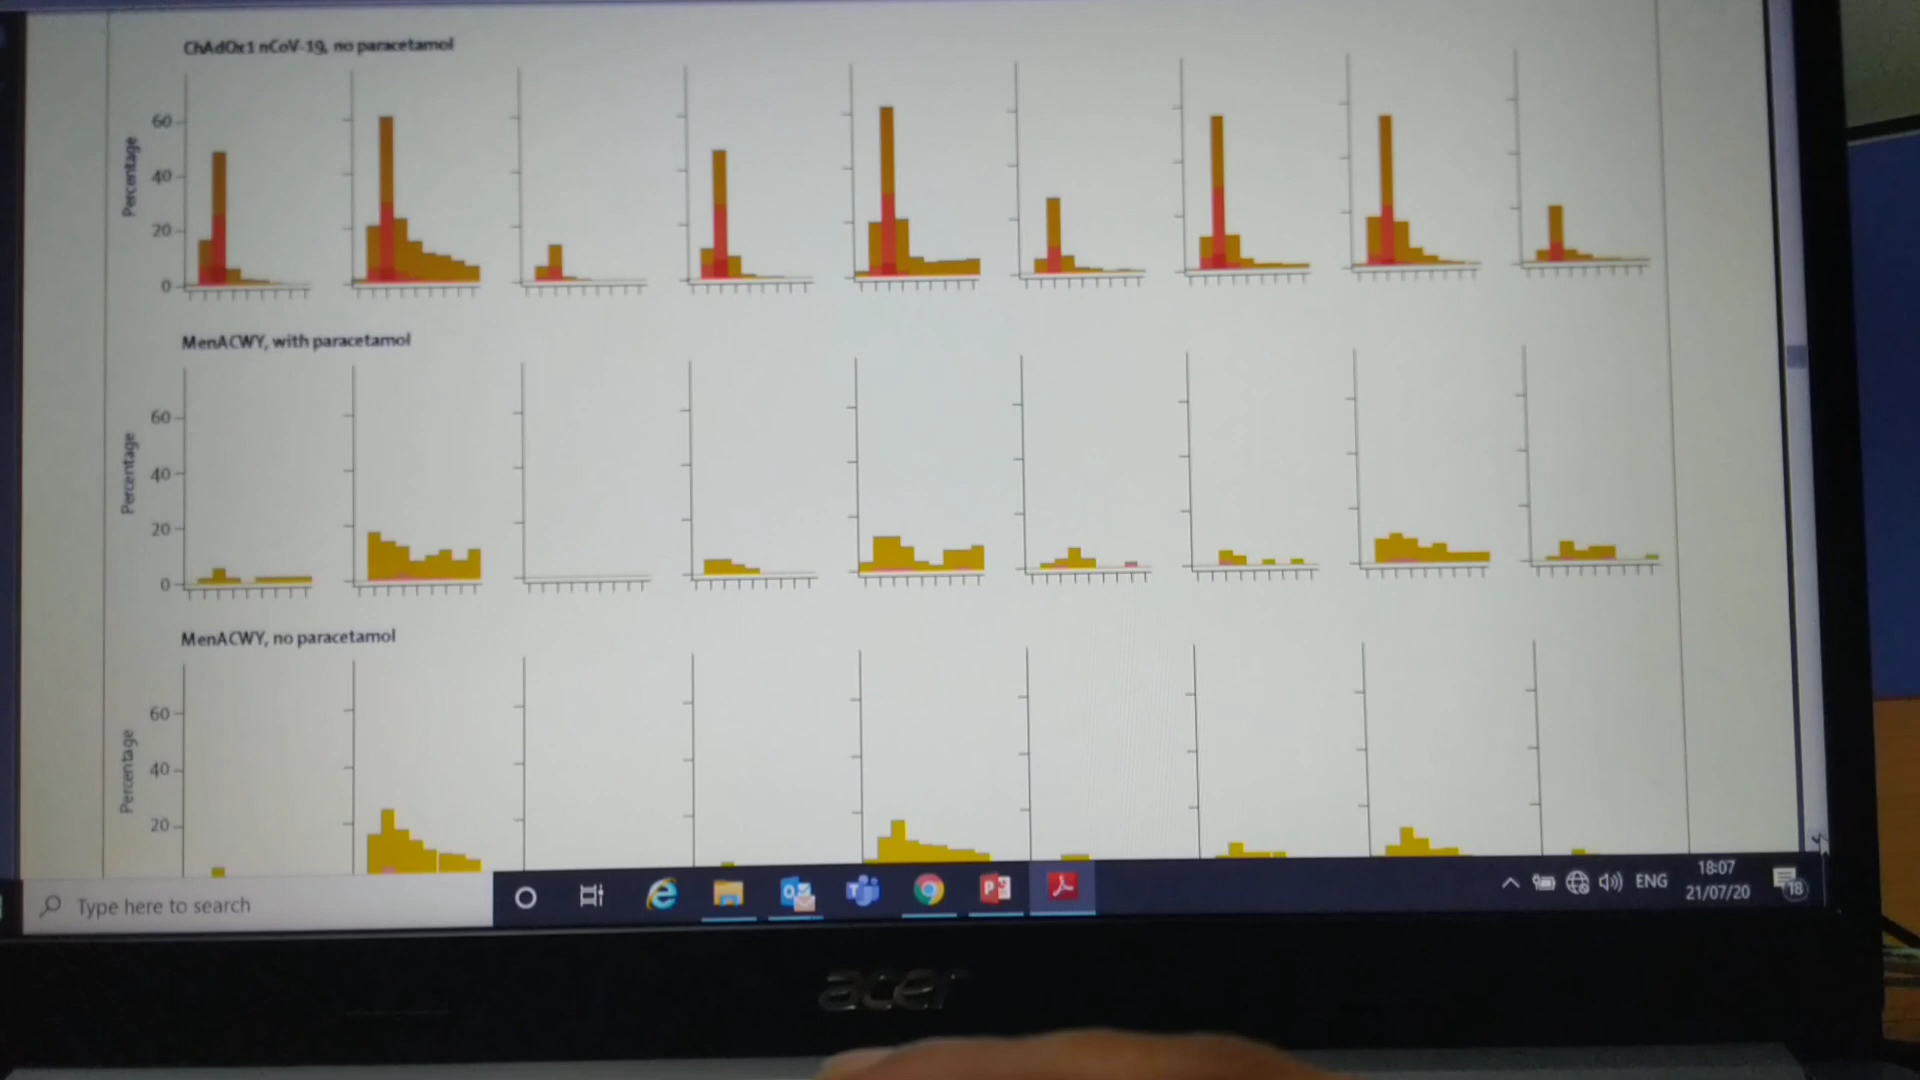 ChAdOx1 nCoV-19, no paracetamol
Percentage
60
40
20
0
MenACWY, with paracetamol
Percentage
60
40
20
0
MenACWY, no paracetamol
Percentage
60
40
20
Type here to search
ENG
18:07
21/07/20
18
acer